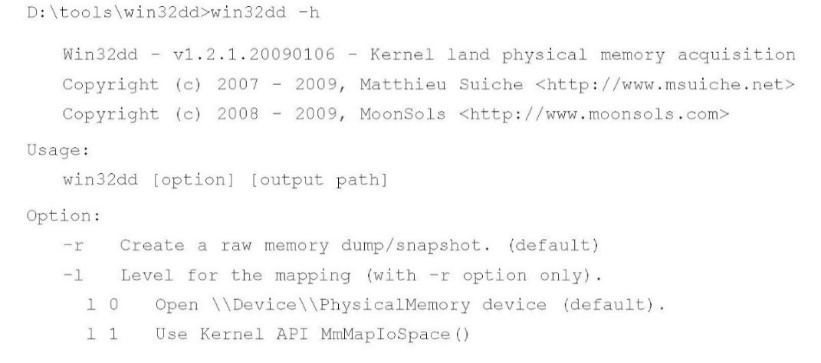 D:\tools\win32dd>win32dd -h
Win32dd - v1.2.1.20090106 - Kernel land physical memory acquisition
Copyright (c) 2007 - 2009, Matthieu Suiche <http://www.msuiche.net>
Copyright (c) 2008 - 2009, MoonSols <http://www.moonsols.com>
Usage:
win32dd [option] [output path]
Option:
-r Create a raw memory dump/snapshot. (default)
-l Level for the mapping (with -r option only).
l 0 Open \\Device\\PhysicalMemory device (default).
l 1 Use Kernel API MmMapIoSpace()